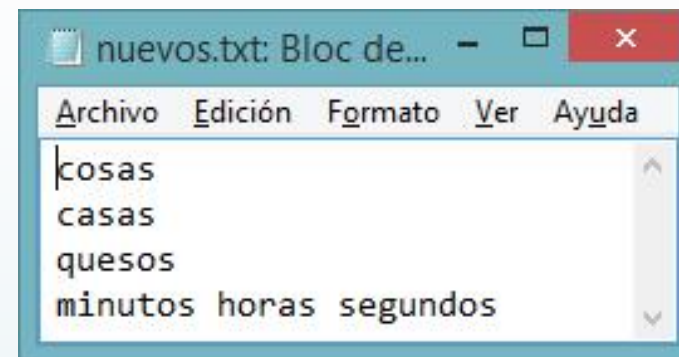 nuevos.txt: Bloc de...
Archivo Edición Formato Ver Ayuda
cosas
casas
quesos
minutos horas segundos